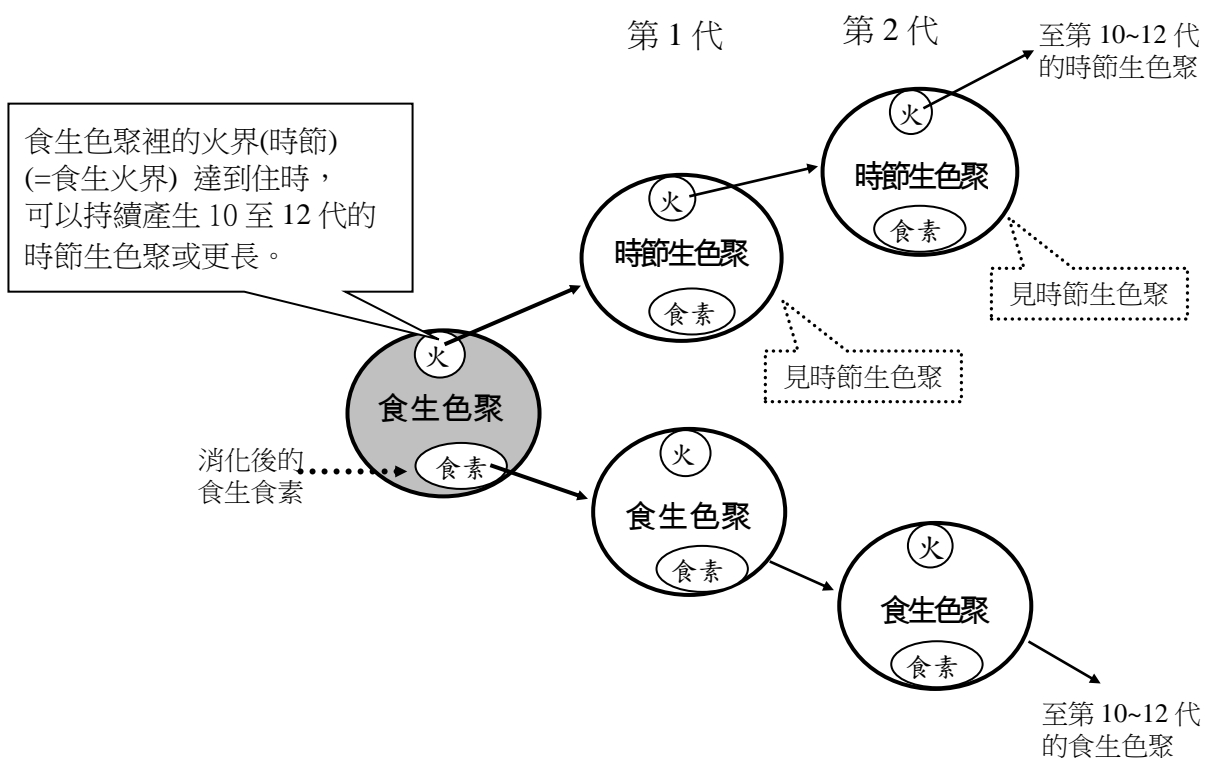 第 1 代
第 2 代
至第 10~12 代
的時節生色聚
食生色聚裡的火界(時節)
(=食生火界) 達到住時，
可以持續產生 10 至 12 代的
時節生色聚或更長。
火
時節生色聚
食素
見時節生色聚
火
時節生色聚
食素
見時節生色聚
火
食生色聚
食素
消化後的
食生食素
火
食生色聚
食素
火
食生色聚
食素
至第 10~12 代
的食生色聚